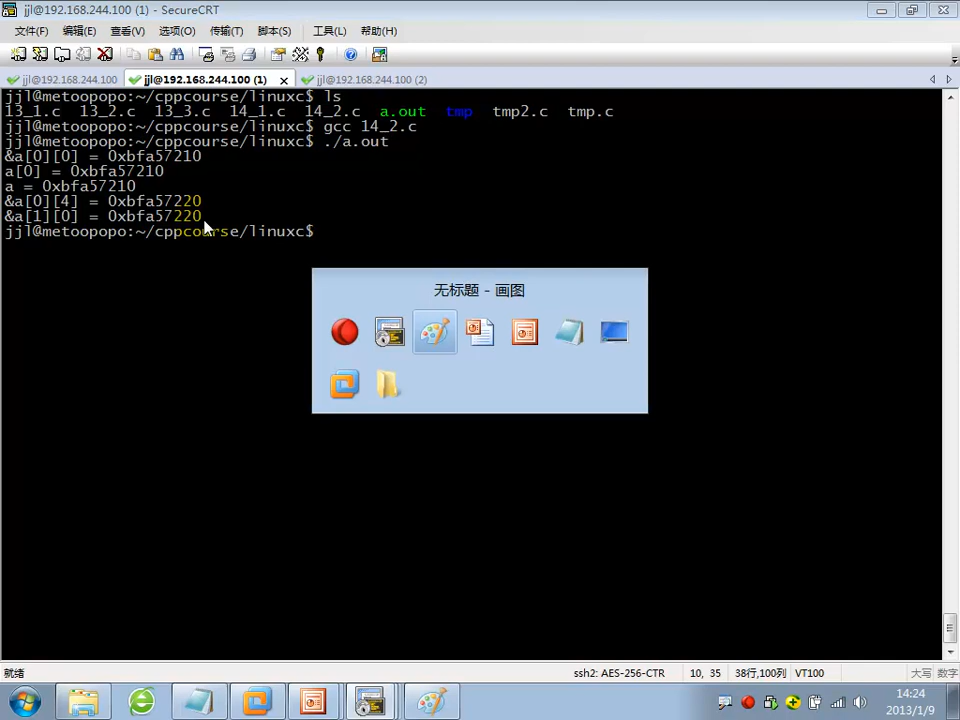 jjl@192.168.244.100 (1) - SecureCRT
文件(F) 编辑(E) 查看(V) 选项(O) 传输(T) 脚本(S) 工具(L) 帮助(H)
jjl@192.168.244.100 jjl@192.168.244.100 (1) jjl@192.168.244.100 (2)
jjl@metoopopo:~/cppcourse/linuxc$ ls
13_1.c 13_2.c 13_3.c 14_1.c 14_2.c a.out tmp tmp2.c tmp.c
jjl@metoopopo:~/cppcourse/linuxc$ gcc 14_2.c
jjl@metoopopo:~/cppcourse/linuxc$ ./a.out
&a[0][0] = 0xbfa57210
a[0] = 0xbfa57210
a = 0xbfa57210
&a[0][4] = 0xbfa57220
&a[1][0] = 0xbfa57220
jjl@metoopopo:~/cppcourse/linuxc$
无标题 - 画图
就绪 ssh2: AES-256-CTR 10, 35 38行,100列 VT100 大写 数字
14:24
2013/1/9